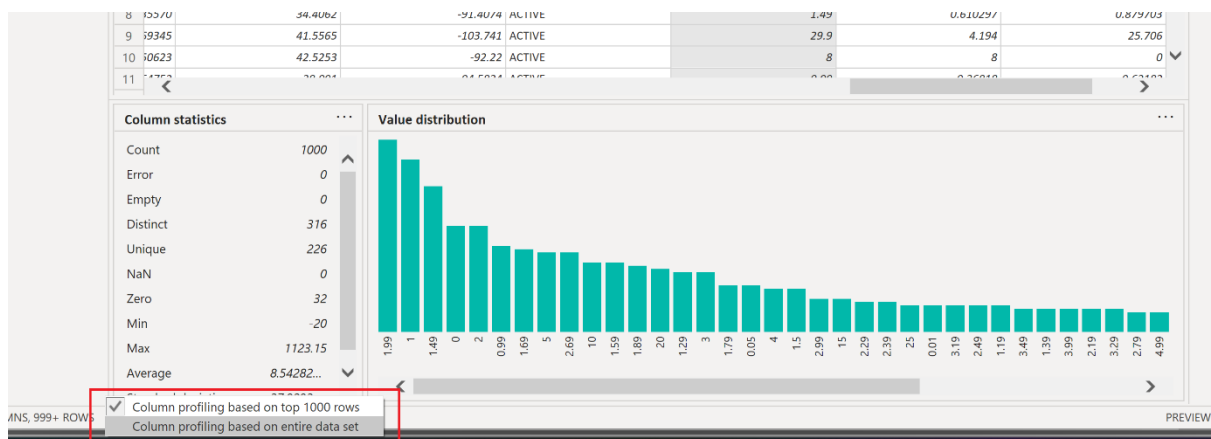 8 45570 34.4062 -91.4074 ACTIVE 1.49 0.610297 0.879703
9 59345 41.5565 -103.741 ACTIVE 29.9 4.194 25.706
10 50623 42.5253 -92.22 ACTIVE 8 8 0
11
Column statistics ...
Count 1000
Error 0
Empty 0
Distinct 316
Unique 226
NaN 0
Zero 32
Min -20
Max 1123.15
Average 8.54282...
Value distribution ...
1.99 1 1.49 0 2 0.99 1.69 5 2.69 10 1.59 1.89 20 1.29 3 1.79 0.05 4 1.5 2.99 15 2.29 2.39 25 0.01 3.19 2.49 1.19 3.49 1.39 3.99 2.19 3.29 2.79 4.99
Column profiling based on top 1000 rows
Column profiling based on entire data set
MNS, 999+ ROWS
PREVIEW